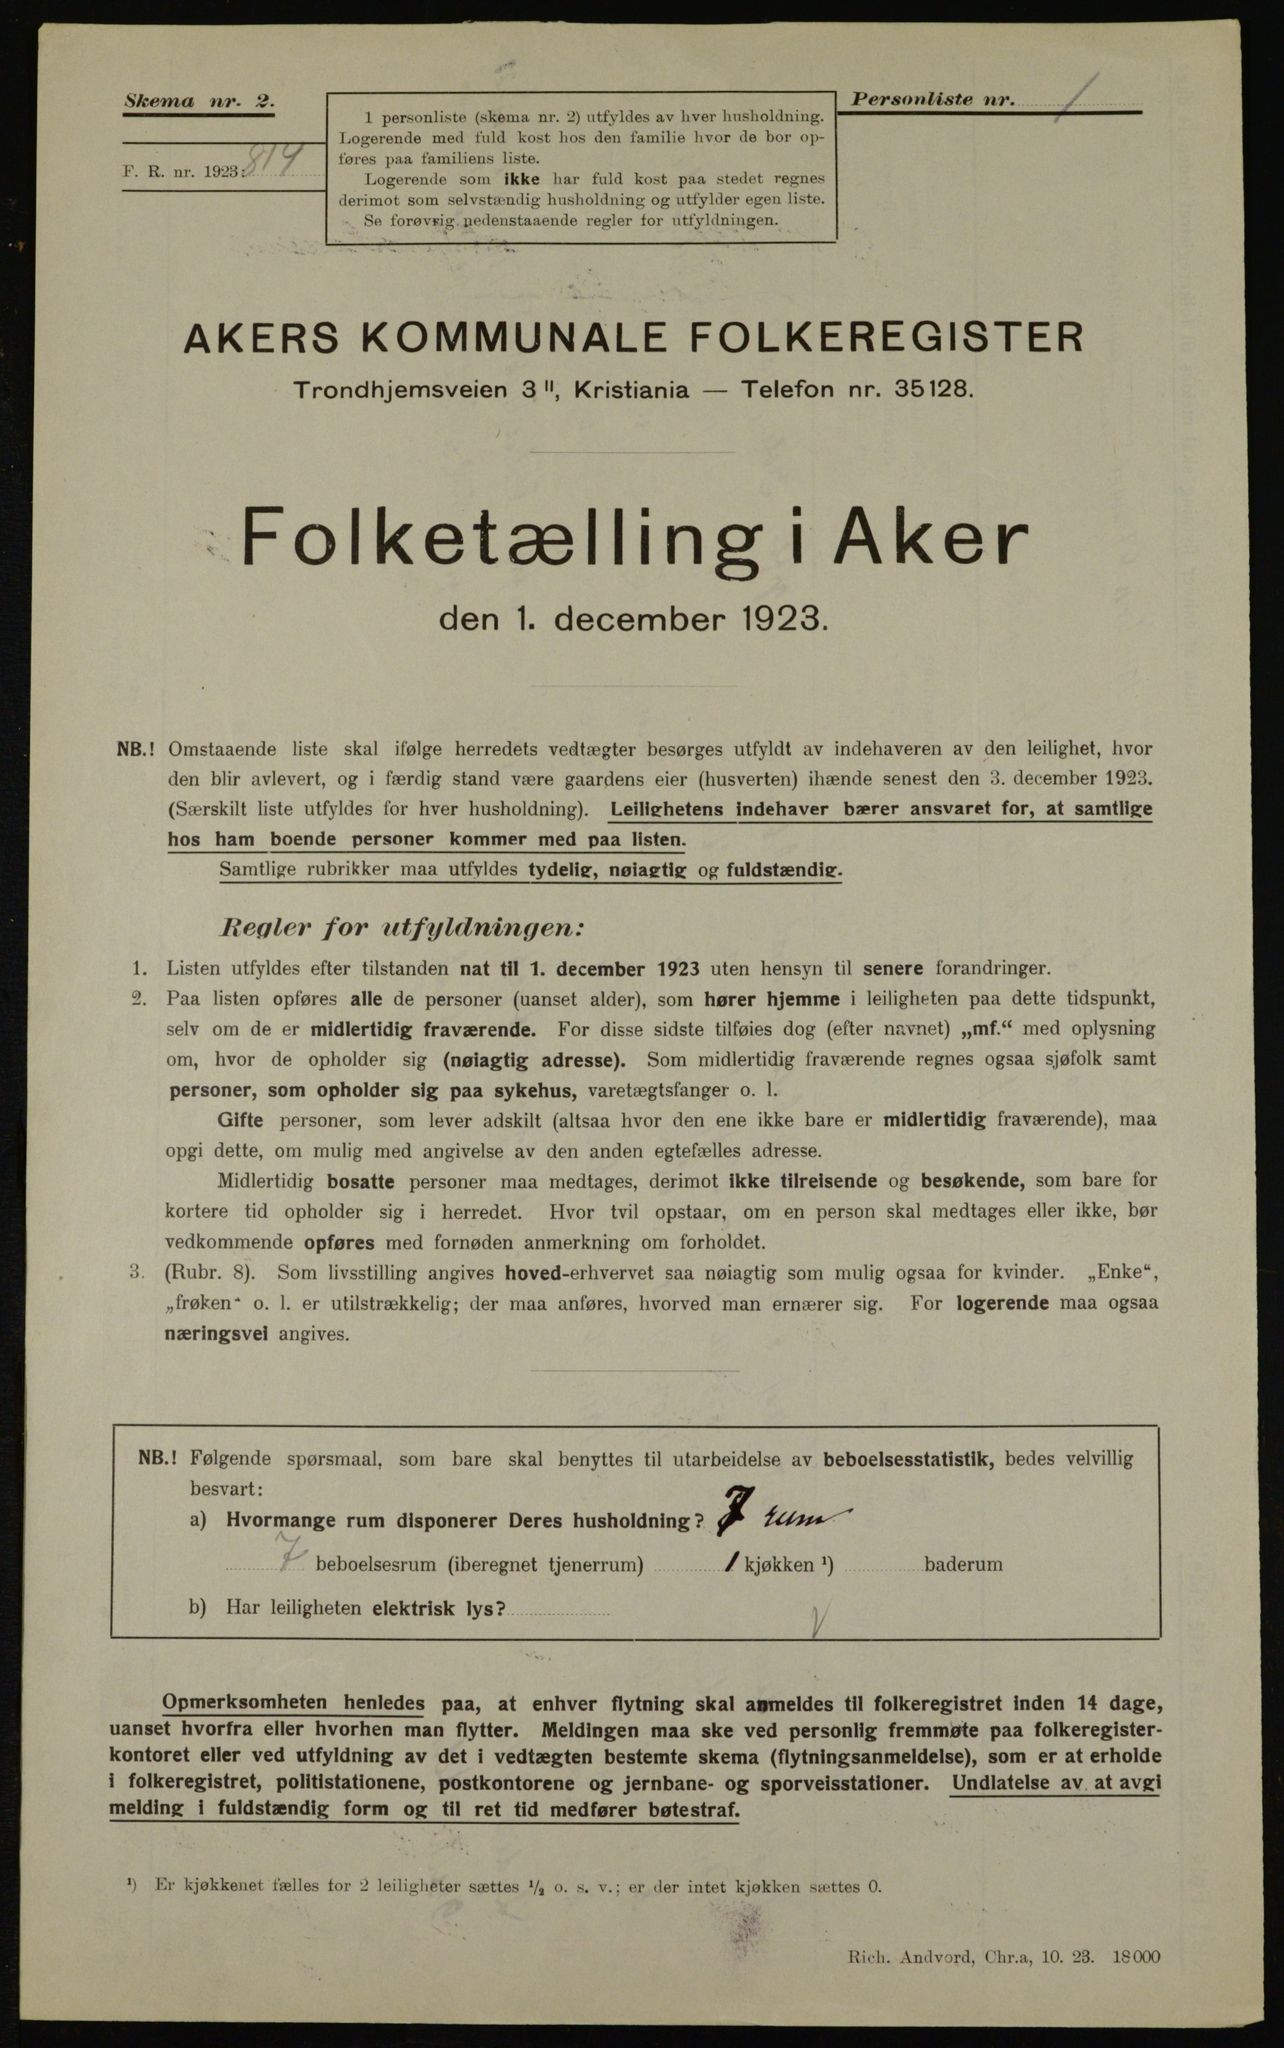 Skema nr. 2.
F. R. nr. 1923: 814
1 personliste (skema nr. 2) utfyldes av hver husholdning.
Logerende med fuld kost hos den familie hvor de bor op-
føres paa familiens liste.
Logerende som ikke har fuld kost paa stedet regnes
derimot som selvstændig husholdning og utfylder egen liste.
Se forøvrig nedenstaaende regler for utfyldningen.
Personliste nr. 1
AKERS KOMMUNALE FOLKEREGISTER
Trondhjemsveien 3 II, Kristiania — Telefon nr. 35128.
Folketælling i Aker
den 1. december 1923.
NB.! Omstaaende liste skal ifølge herredets vedtægter besørges utfyldt av indehaveren av den leilighet, hvor
den blir avlevert, og i færdig stand være gaardens eier (husverten) ihænde senest den 3. december 1923.
(Særskilt liste utfyldes for hver husholdning). Leilighetens indehaver bærer ansvaret for, at samtlige
hos ham boende personer kommer med paa listen.
Samtlige rubrikker maa utfyldes tydelig, nøiagtig og fuldstændig.
Regler for utfyldningen:
1. Listen utfyldes efter tilstanden nat til 1. december 1923 uten hensyn til senere forandringer.
2. Paa listen opføres alle de personer (uanset alder), som hører hjemme i leiligheten paa dette tidspunkt,
selv om de er midlertidig fraværende. For disse sidste tilføies dog (efter navnet) „mf.“ med oplysning
om, hvor de opholder sig (nøiagtig adresse). Som midlertidig fraværende regnes ogsaa sjøfolk samt
personer, som opholder sig paa sykehus, varetægtsfanger o. l.
Gifte personer, som lever adskilt (altsaa hvor den ene ikke bare er midlertidig fraværende), maa
opgi dette, om mulig med angivelse av den anden egtefælles adresse.
Midlertidig bosatte personer maa medtages, derimot ikke tilreisende og besøkende, som bare for
kortere tid opholder sig i herredet. Hvor tvil opstaar, om en person skal medtages eller ikke, bør
vedkommende opføres med fornøden anmerkning om forholdet.
3. (Rubr. 8). Som livsstilling angives hoved-erhvervet saa nøiagtig som mulig ogsaa for kvinder. „Enke“,
„frøken“ o. l. er utilstrækkelig; der maa anføres, hvorved man ernærer sig. For logerende maa ogsaa
næringsvei angives.
NB.! Følgende spørsmaal, som bare skal benyttes til utarbeidelse av beboelsesstatistik, bedes velvillig
besvart:
a) Hvormange rum disponerer Deres husholdning? 7 rum
7 beboelsesrum (iberegnet tjenerrum) 1 kjøkken ¹) baderum
b) Har leiligheten elektrisk lys?
Opmerksomheten henledes paa, at enhver flytning skal anmeldes til folkeregistret inden 14 dage,
uanset hvorfra eller hvorhen man flytter. Meldingen maa ske ved personlig fremmøte paa folkeregister-
kontoret eller ved utfyldning av det i vedtægten bestemte skema (flytningsanmeldelse), som er at erholde
i folkeregistret, politistationene, postkontorene og jernbane- og sporveisstationer. Undlatelse av at avgi
melding i fuldstændig form og til ret tid medfører bøtestraf.
¹) Er kjøkkenet fælles for 2 leiligheter sættes ½ o. s. v.; er der intet kjøkken sættes 0.
Rich. Andvord, Chr.a, 10. 23. 18000